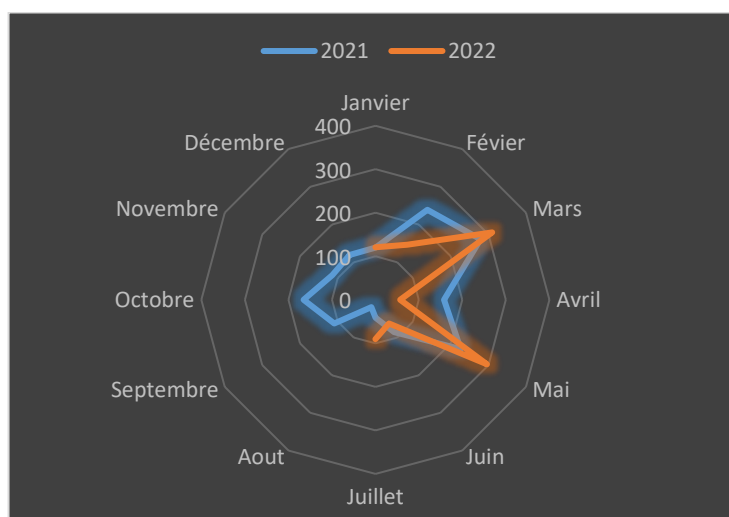 2021 2022
Janvier
400
Décembre Févier
300
Novembre 200 Mars
100
Octobre 0 Avril
Septembre Mai
Aout Juin
Juillet